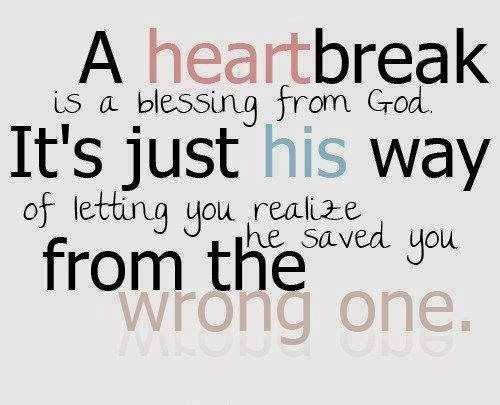 A heartbreak
is a blessing from God.
It's just his way
of letting you realize
he saved you
from the
wrong one.